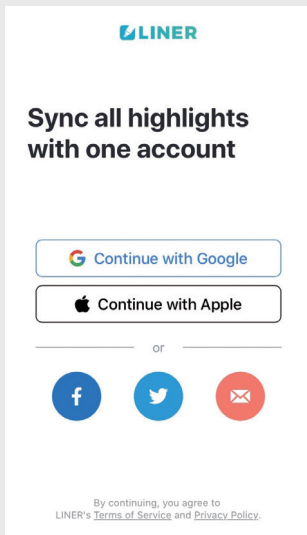 LINER
Sync all highlights
with one account
Continue with Google
Continue with Apple
or
By continuing, you agree to
LINER's Terms of Service and Privacy Policy.